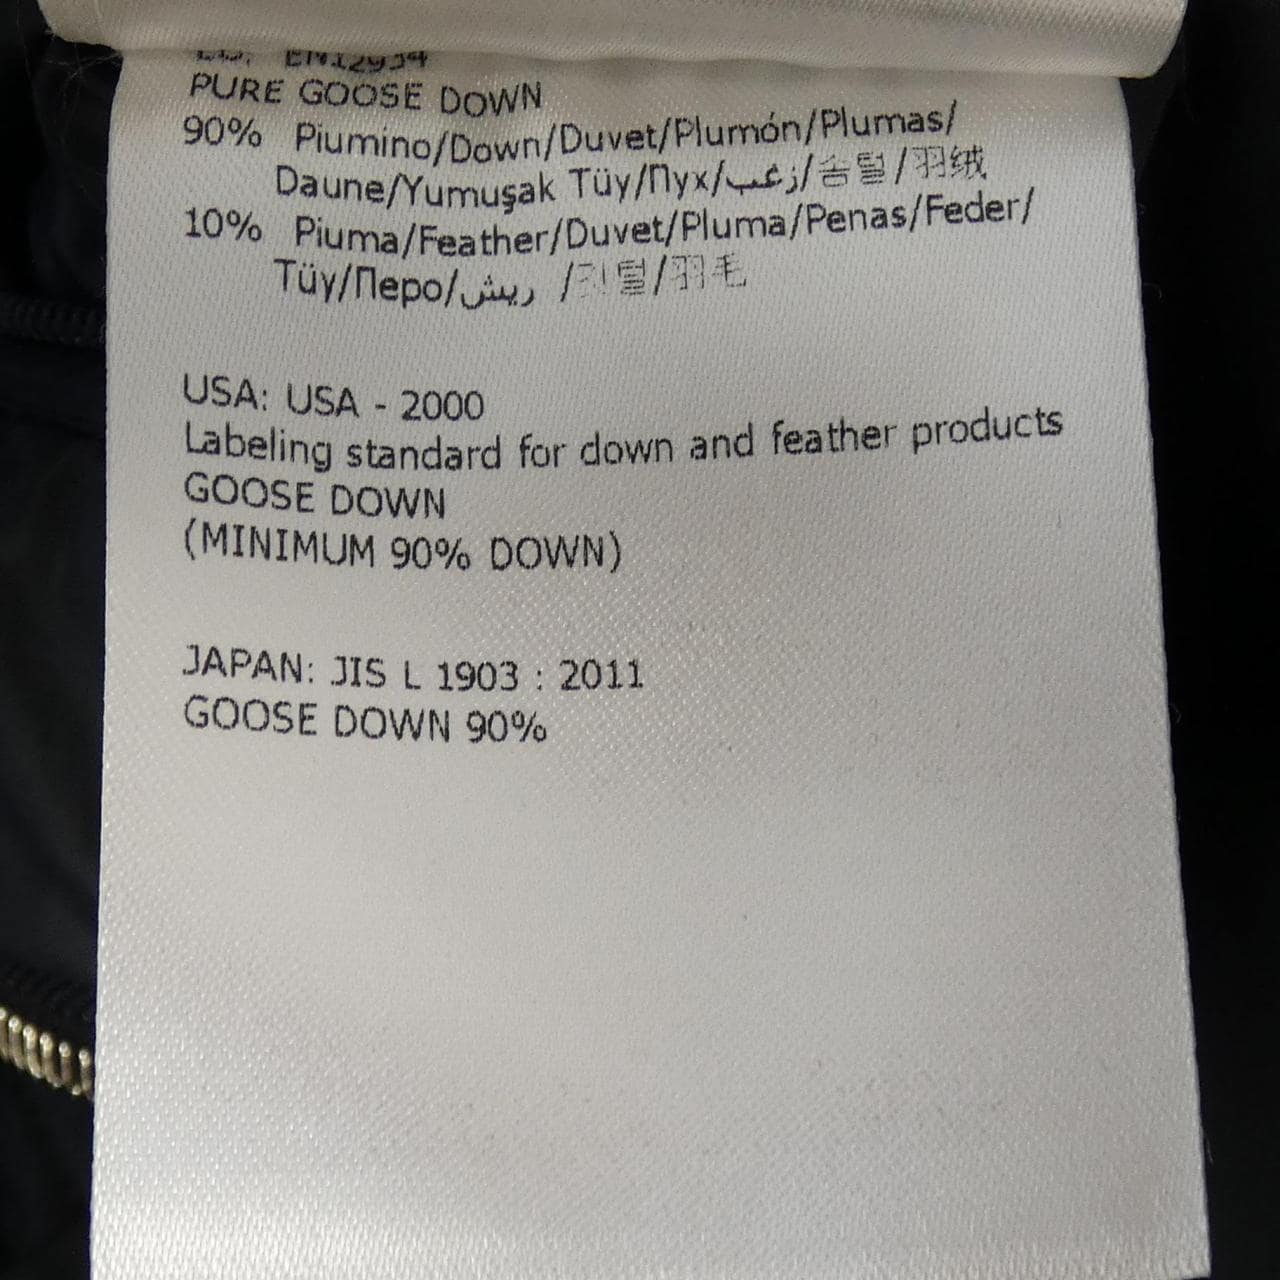 EN12934
PURE GOOSE DOWN
90% Piumino/Down/Duvet/Plumón/Plumas/
Daune/Yumuşak Tüy/Пух/زغب/솜털/羽绒
10% Piuma/Feather/Duvet/Pluma/Penas/Feder/
Tüy/Перо/ريش /깃털/羽毛
USA: USA - 2000
Labeling standard for down and feather products
GOOSE DOWN
(MINIMUM 90% DOWN)
JAPAN: JIS L 1903 : 2011
GOOSE DOWN 90%